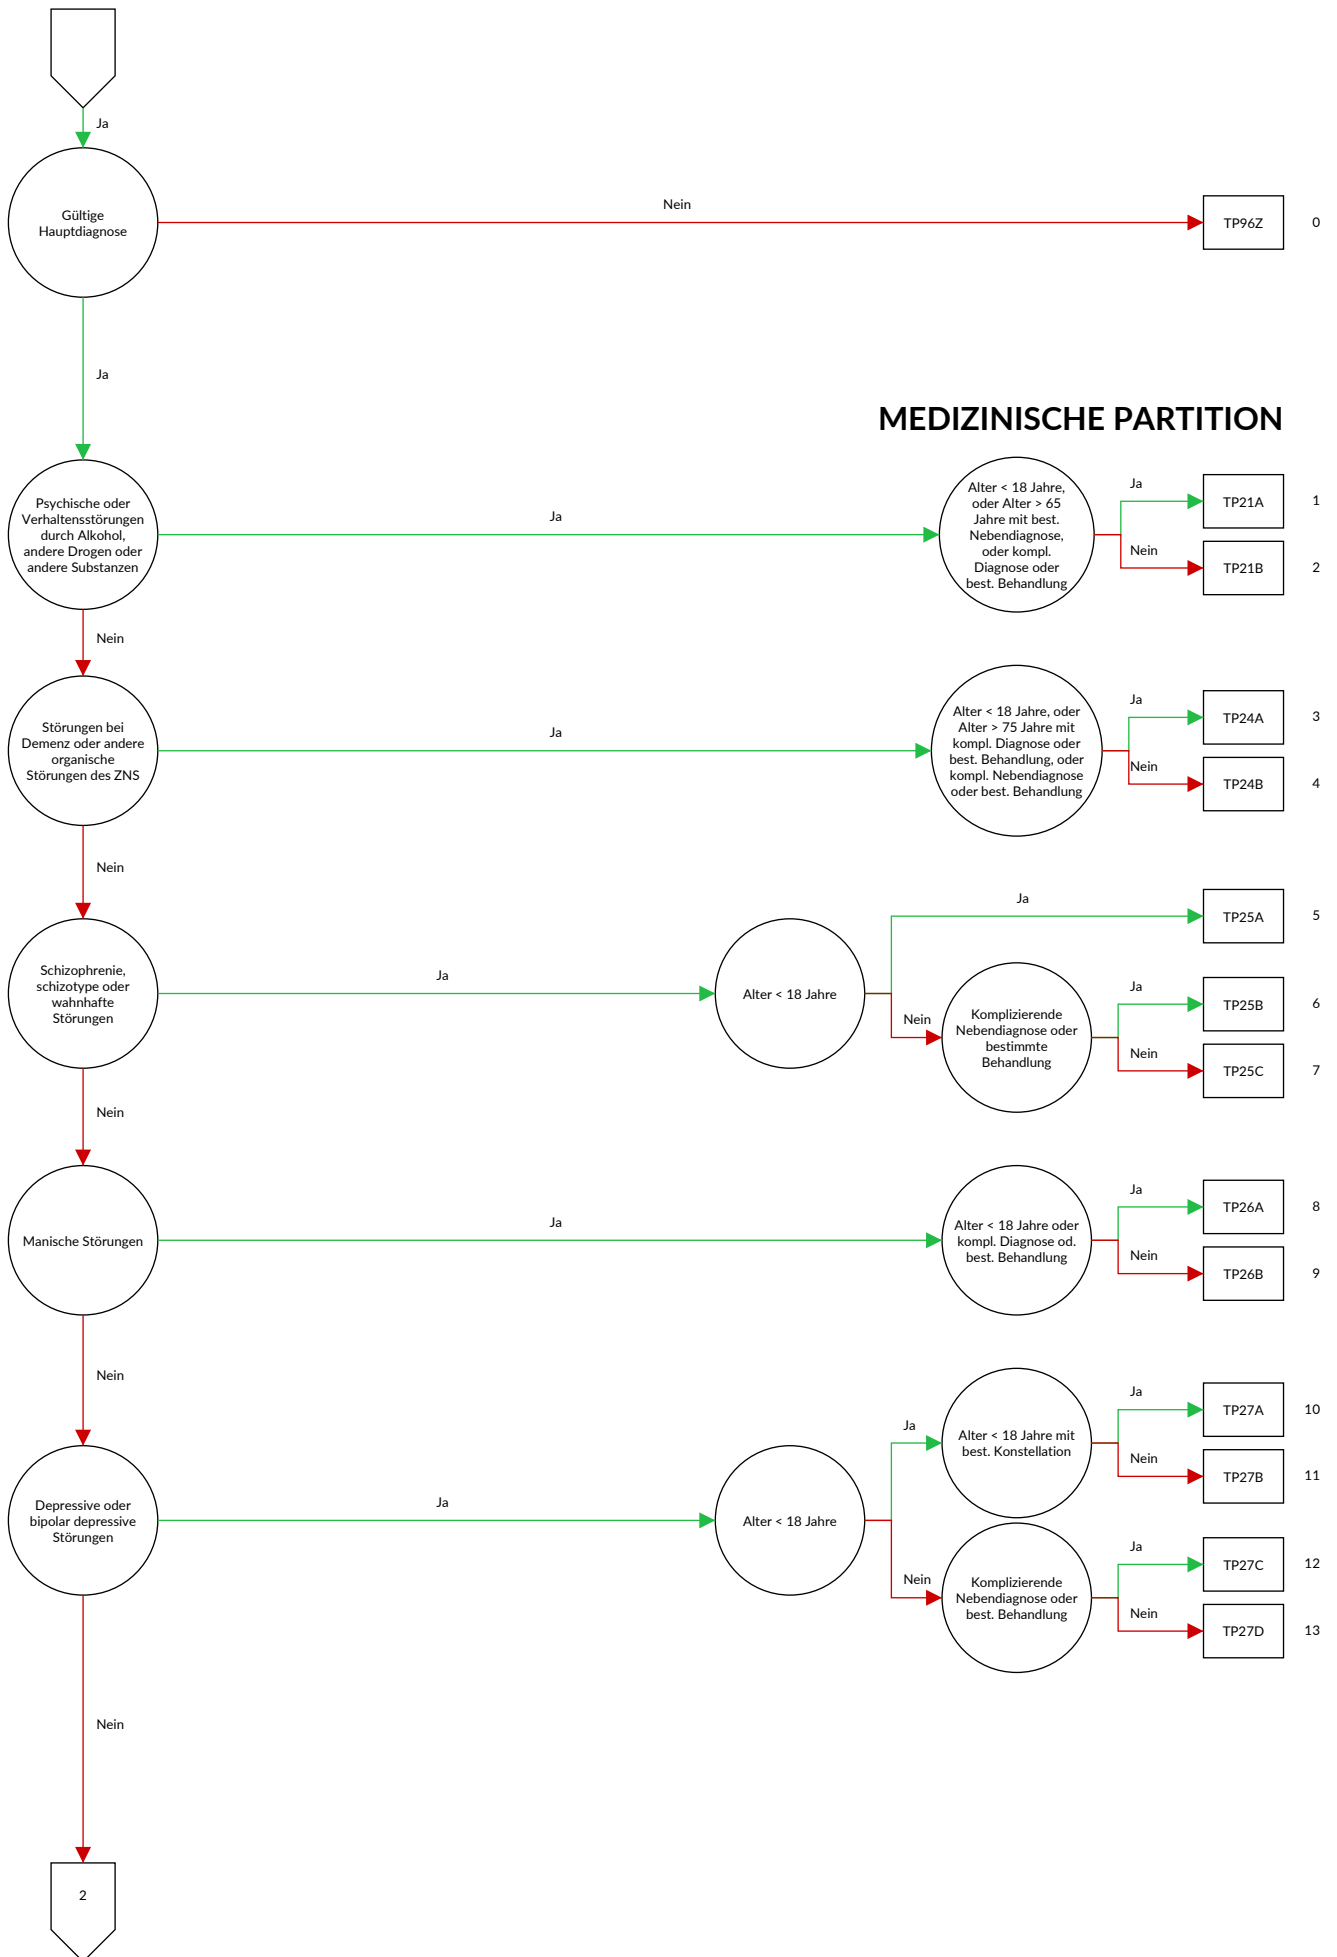 Ja
Gültige
Hauptdiagnose
Nein
TP96Z
0
Ja
MEDIZINISCHE PARTITION
Psychische oder
Verhaltensstörungen
durch Alkohol,
andere Drogen oder
andere Substanzen
Ja
Alter < 18 Jahre,
oder Alter > 65
Jahre mit best.
Nebendiagnose,
oder kompl.
Diagnose oder
best. Behandlung
Ja
TP21A
1
Nein
TP21B
2
Nein
Störungen bei
Demenz oder andere
organische
Störungen des ZNS
Ja
Alter < 18 Jahre, oder
Alter > 75 Jahre mit
kompl. Diagnose oder
best. Behandlung, oder
kompl. Nebendiagnose
oder best. Behandlung
Ja
TP24A
3
Nein
TP24B
4
Nein
Schizophrenie,
schizotype oder
wahnhafte
Störungen
Ja
Alter < 18 Jahre
Ja
TP25A
5
Nein
Komplizierende
Nebendiagnose oder
bestimmte
Behandlung
Ja
TP25B
6
Nein
TP25C
7
Nein
Manische Störungen
Ja
Alter < 18 Jahre oder
kompl. Diagnose od.
best. Behandlung
Ja
TP26A
8
Nein
TP26B
9
Nein
Depressive oder
bipolar depressive
Störungen
Ja
Alter < 18 Jahre
Ja
Alter < 18 Jahre mit
best. Konstellation
Ja
TP27A
10
Nein
TP27B
11
Nein
Komplizierende
Nebendiagnose oder
best. Behandlung
Ja
TP27C
12
Nein
TP27D
13
Nein
2